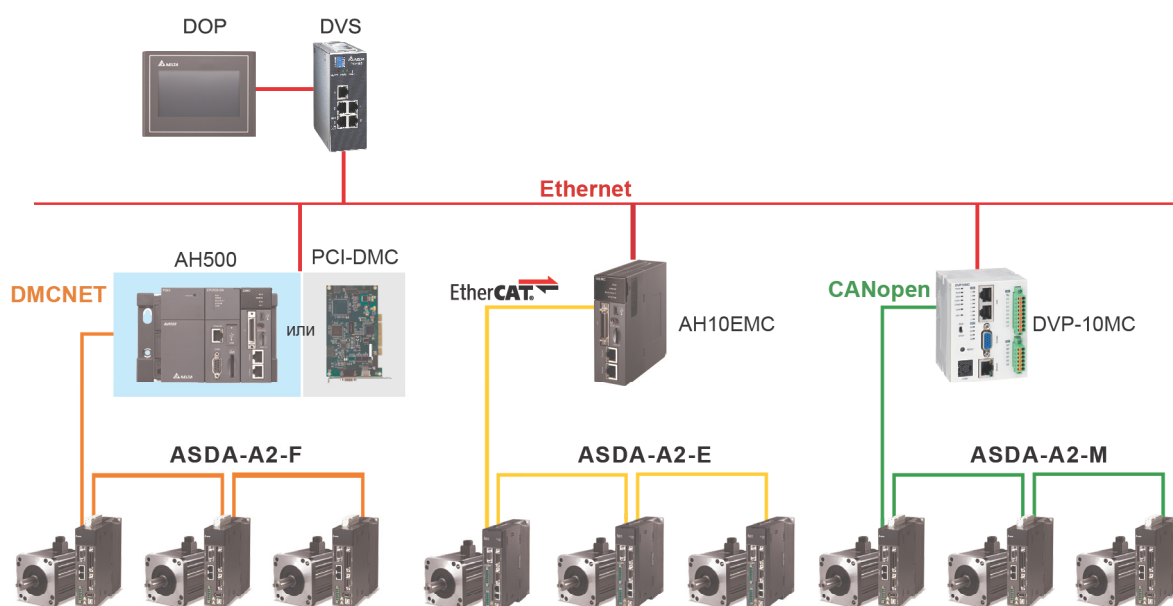 DOP
DVS
Ethernet
AH500
PCI-DMC
DMCNET
или
EtherCAT.
AH10EMC
CANopen
DVP-10MC
ASDA-A2-F
ASDA-A2-E
ASDA-A2-M